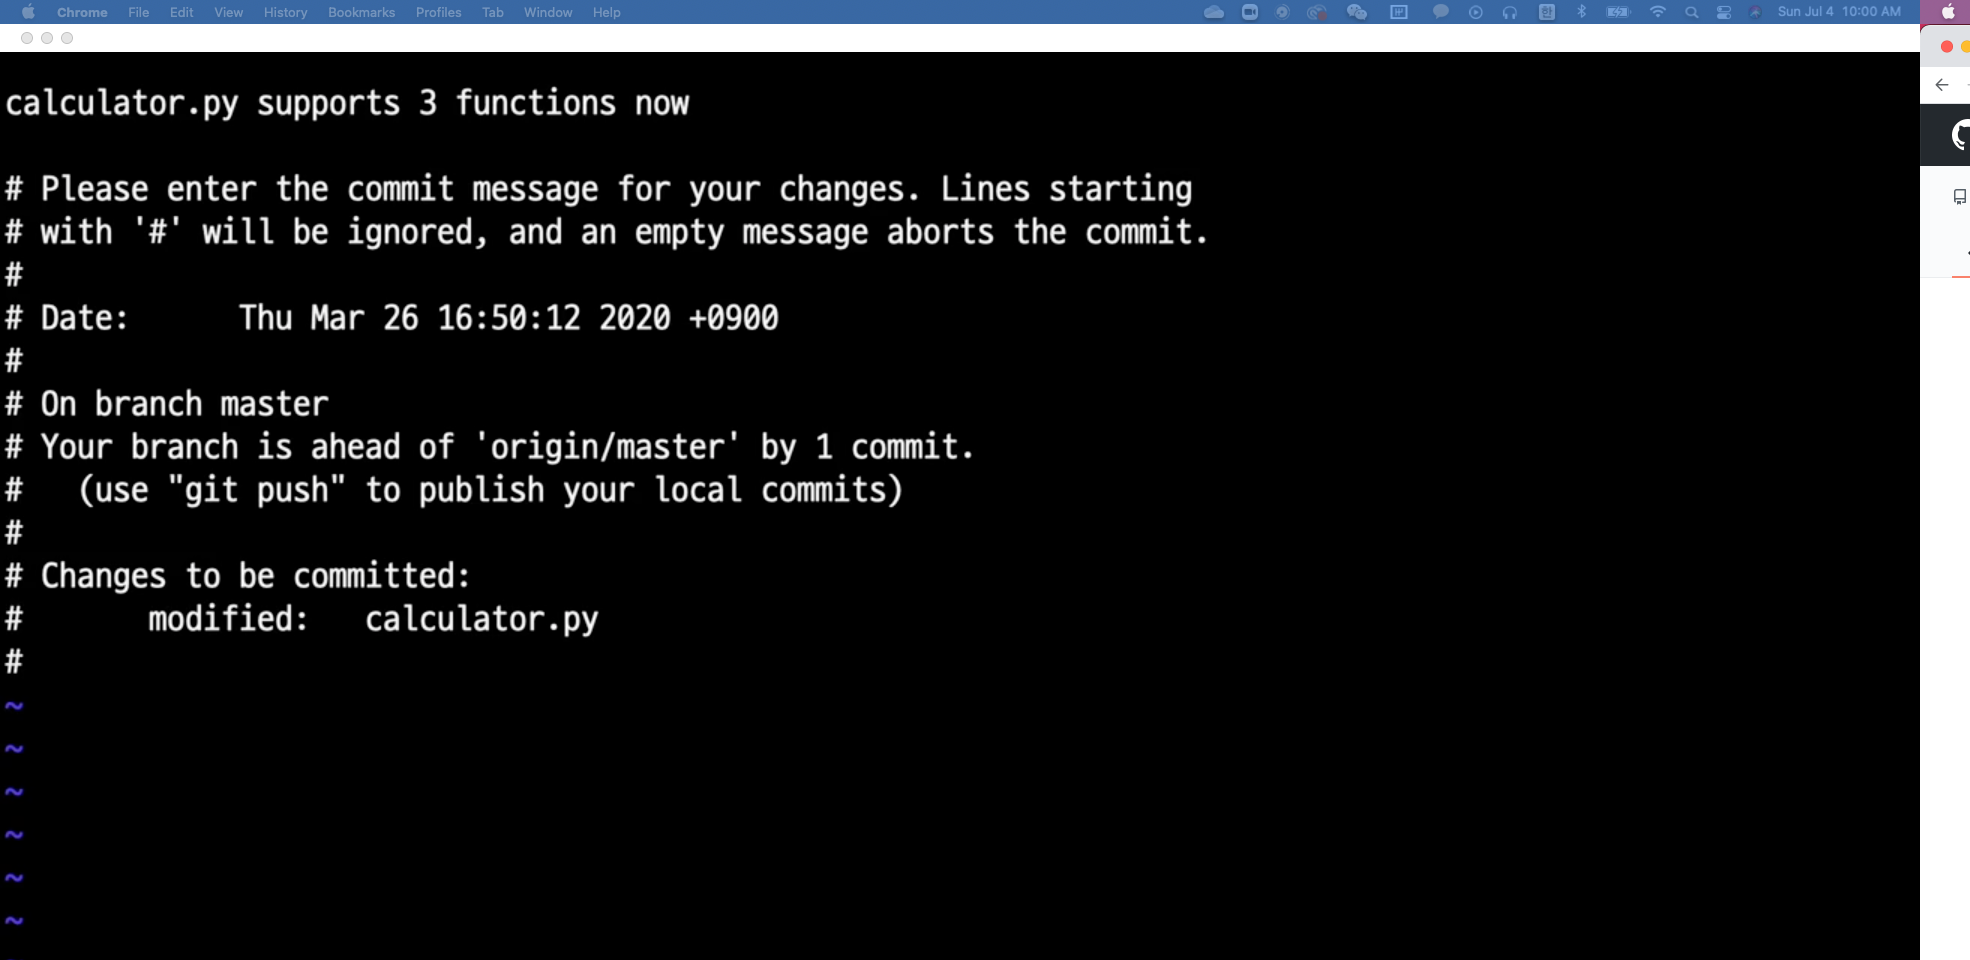 Chrome File Edit View History Bookmarks Profiles Tab Window Help Sun Jul 4 10:00 AM
calculator.py supports 3 functions now
# Please enter the commit message for your changes. Lines starting
# with '#' will be ignored, and an empty message aborts the commit.
#
# Date: Thu Mar 26 16:50:12 2020 +0900
#
# On branch master
# Your branch is ahead of 'origin/master' by 1 commit.
# (use "git push" to publish your local commits)
#
# Changes to be committed:
# modified: calculator.py
#
~
~
~
~
~
~